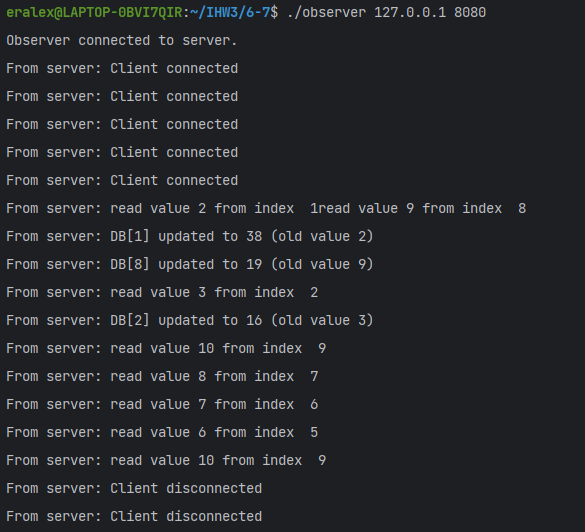 eralex@LAPTOP-0BVI7QIR:~/IHW3/6-7$ ./observer 127.0.0.1 8080
Observer connected to server.
From server: Client connected
From server: Client connected
From server: Client connected
From server: Client connected
From server: Client connected
From server: read value 2 from index  1read value 9 from index  8
From server: DB[1] updated to 38 (old value 2)
From server: DB[8] updated to 19 (old value 9)
From server: read value 3 from index  2
From server: DB[2] updated to 16 (old value 3)
From server: read value 10 from index  9
From server: read value 8 from index  7
From server: read value 7 from index  6
From server: read value 6 from index  5
From server: read value 10 from index  9
From server: Client disconnected
From server: Client disconnected